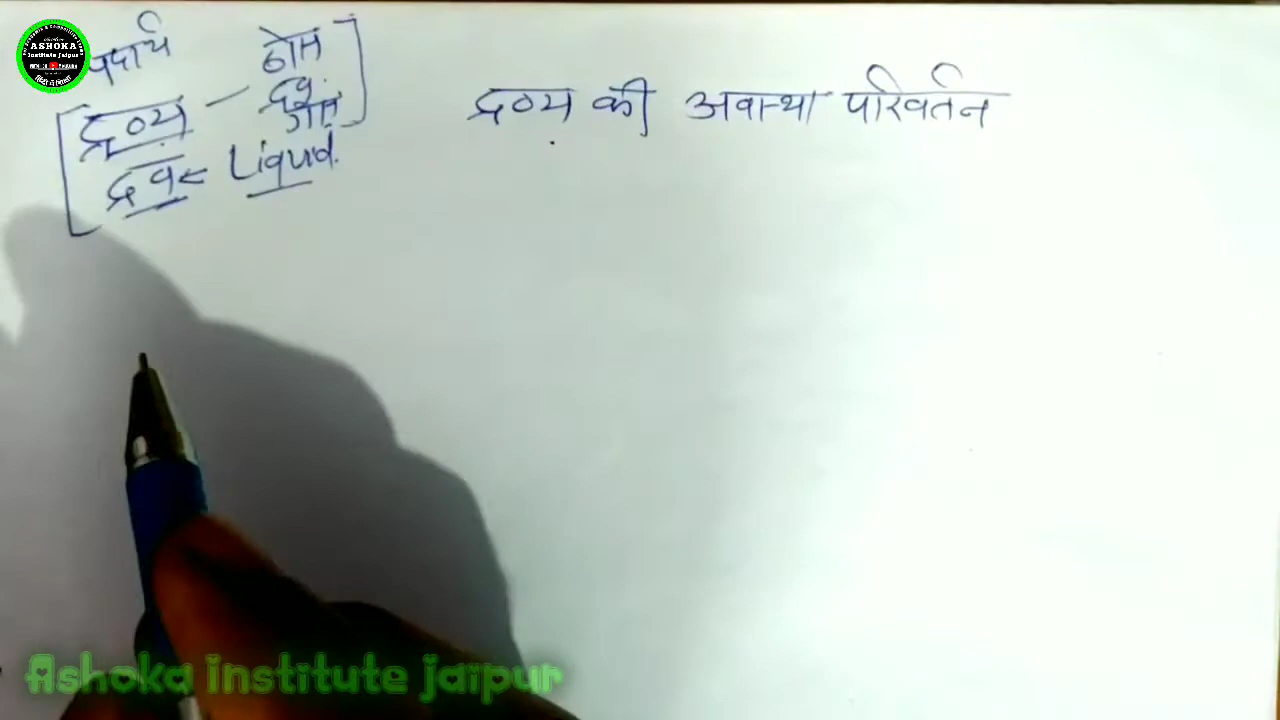 पदार्थ
द्रव्य — ठोस
द्रव
गैस
द्रव ← Liquid.
द्रव्य की अवस्था परिवर्तन
ASHOKA
Institute Jaipur
Ashoka institute jaipur